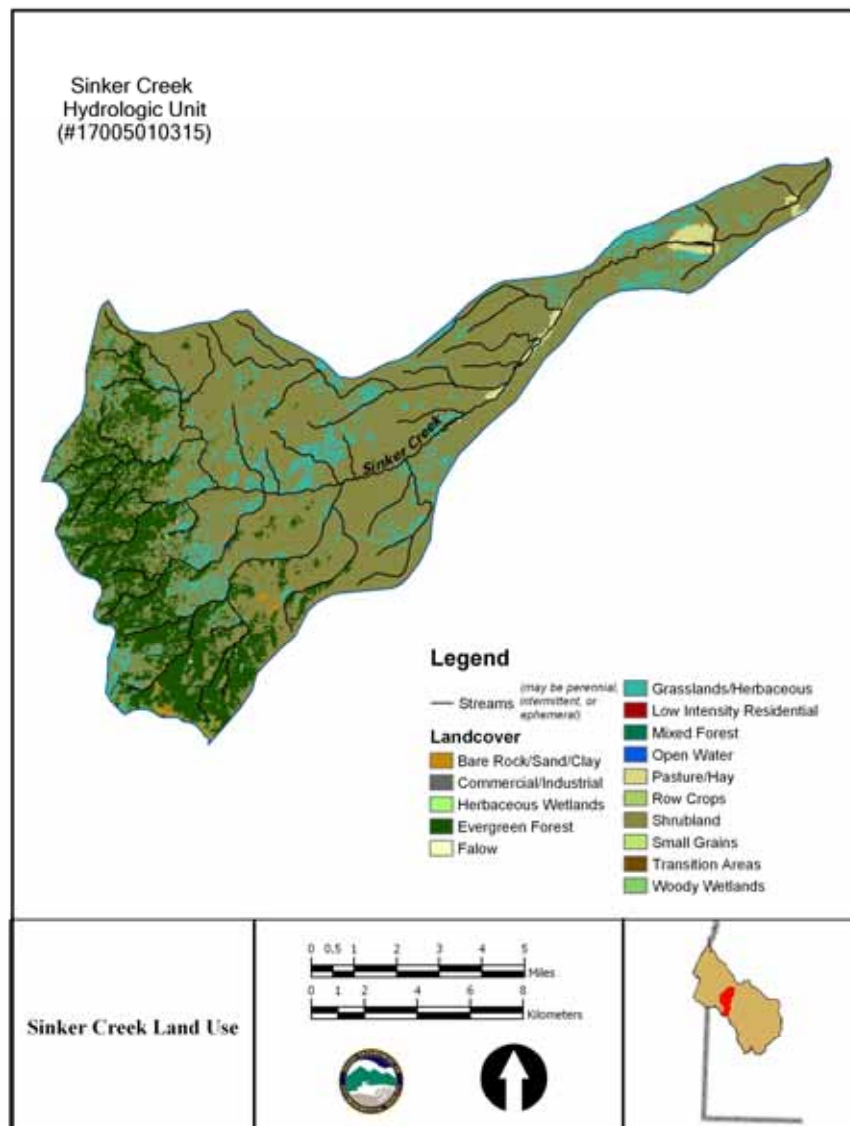 Sinker Creek
Hydrologic Unit
(#17005010315)
Sinker Creek
Legend
Streams (may be perennial,
intermittent, or
ephemeral)
Landcover
Bare Rock/Sand/Clay
Commercial/Industrial
Herbaceous Wetlands
Evergreen Forest
Falow
Grasslands/Herbaceous
Low Intensity Residential
Mixed Forest
Open Water
Pasture/Hay
Row Crops
Shrubland
Small Grains
Transition Areas
Woody Wetlands
Sinker Creek Land Use
0 0.5 1 2 3 4 5
Miles
0 1 2 4 6 8
Kilometers